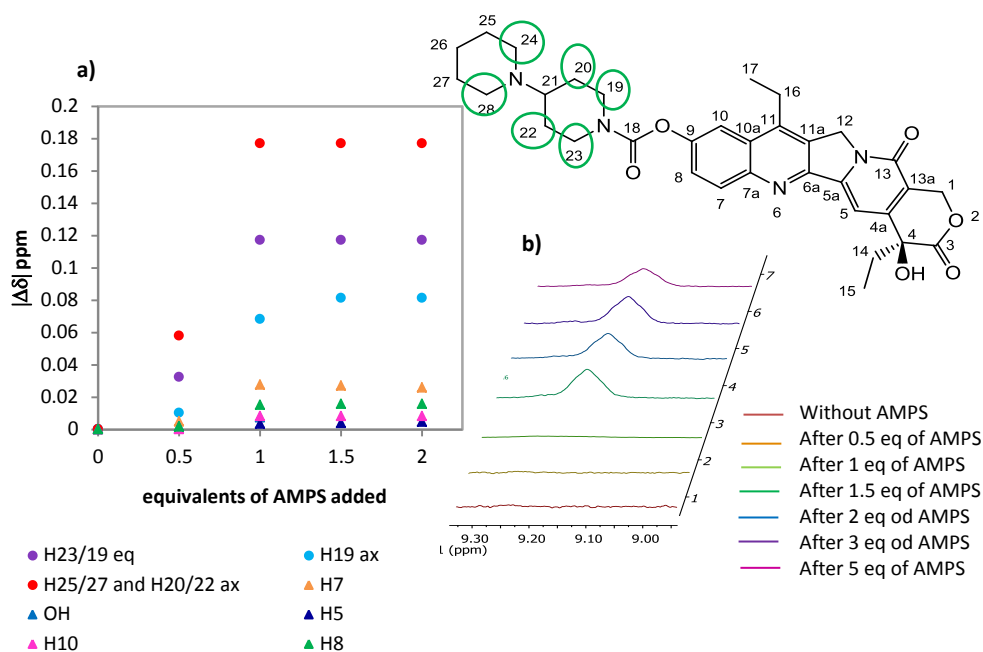 a)
0.2
0.18
0.16
0.14
0.12
0.1
0.08
0.06
0.04
0.02
0
|Δδ| ppm
0 0.5 1 1.5 2
equivalents of AMPS added
H23/19 eq
H19 ax
H25/27 and H20/22 ax
H7
OH
H5
H10
H8
25
26
24
27
N
21
20
19
28
22
N
23
18
O
O
17
16
10
11
12
9
10a
11a
O
8
7a
N
6
6a
N
13
5a
13a
1
7
5
4a
O
2
14
4
3
15
OH
O
b)
7
6
5
4
3
2
1
9.30 9.20 9.10 9.00
(ppm)
Without AMPS
After 0.5 eq of AMPS
After 1 eq of AMPS
After 1.5 eq of AMPS
After 2 eq od AMPS
After 3 eq od AMPS
After 5 eq of AMPS